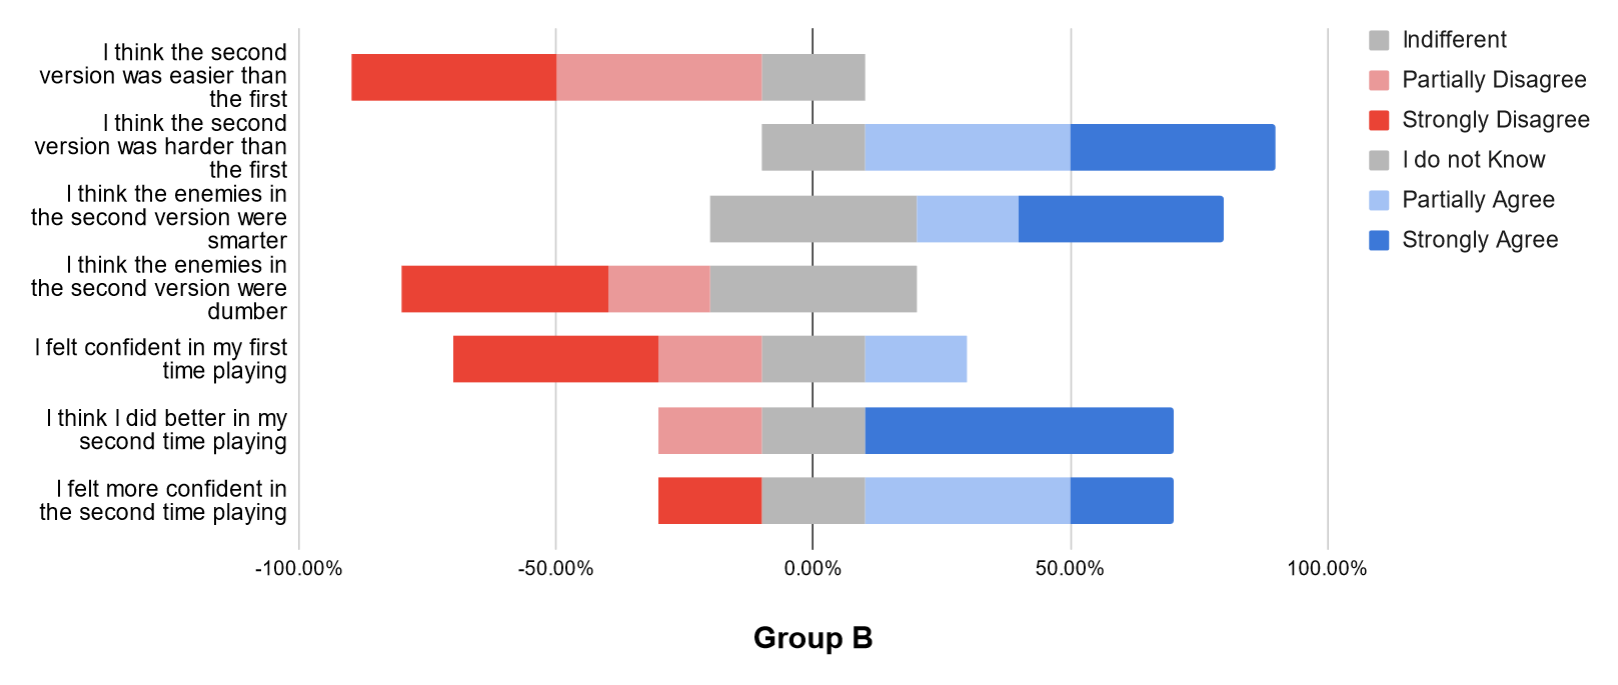 I think the second
version was easier than
the first
I think the second
version was harder than
the first
I think the enemies in
the second version were
smarter
I think the enemies in
the second version were
dumber
I felt confident in my first
time playing
I think I did better in my
second time playing
I felt more confident in
the second time playing
-100.00% -50.00% 0.00% 50.00% 100.00%
Group B
Indifferent
Partially Disagree
Strongly Disagree
I do not Know
Partially Agree
Strongly Agree